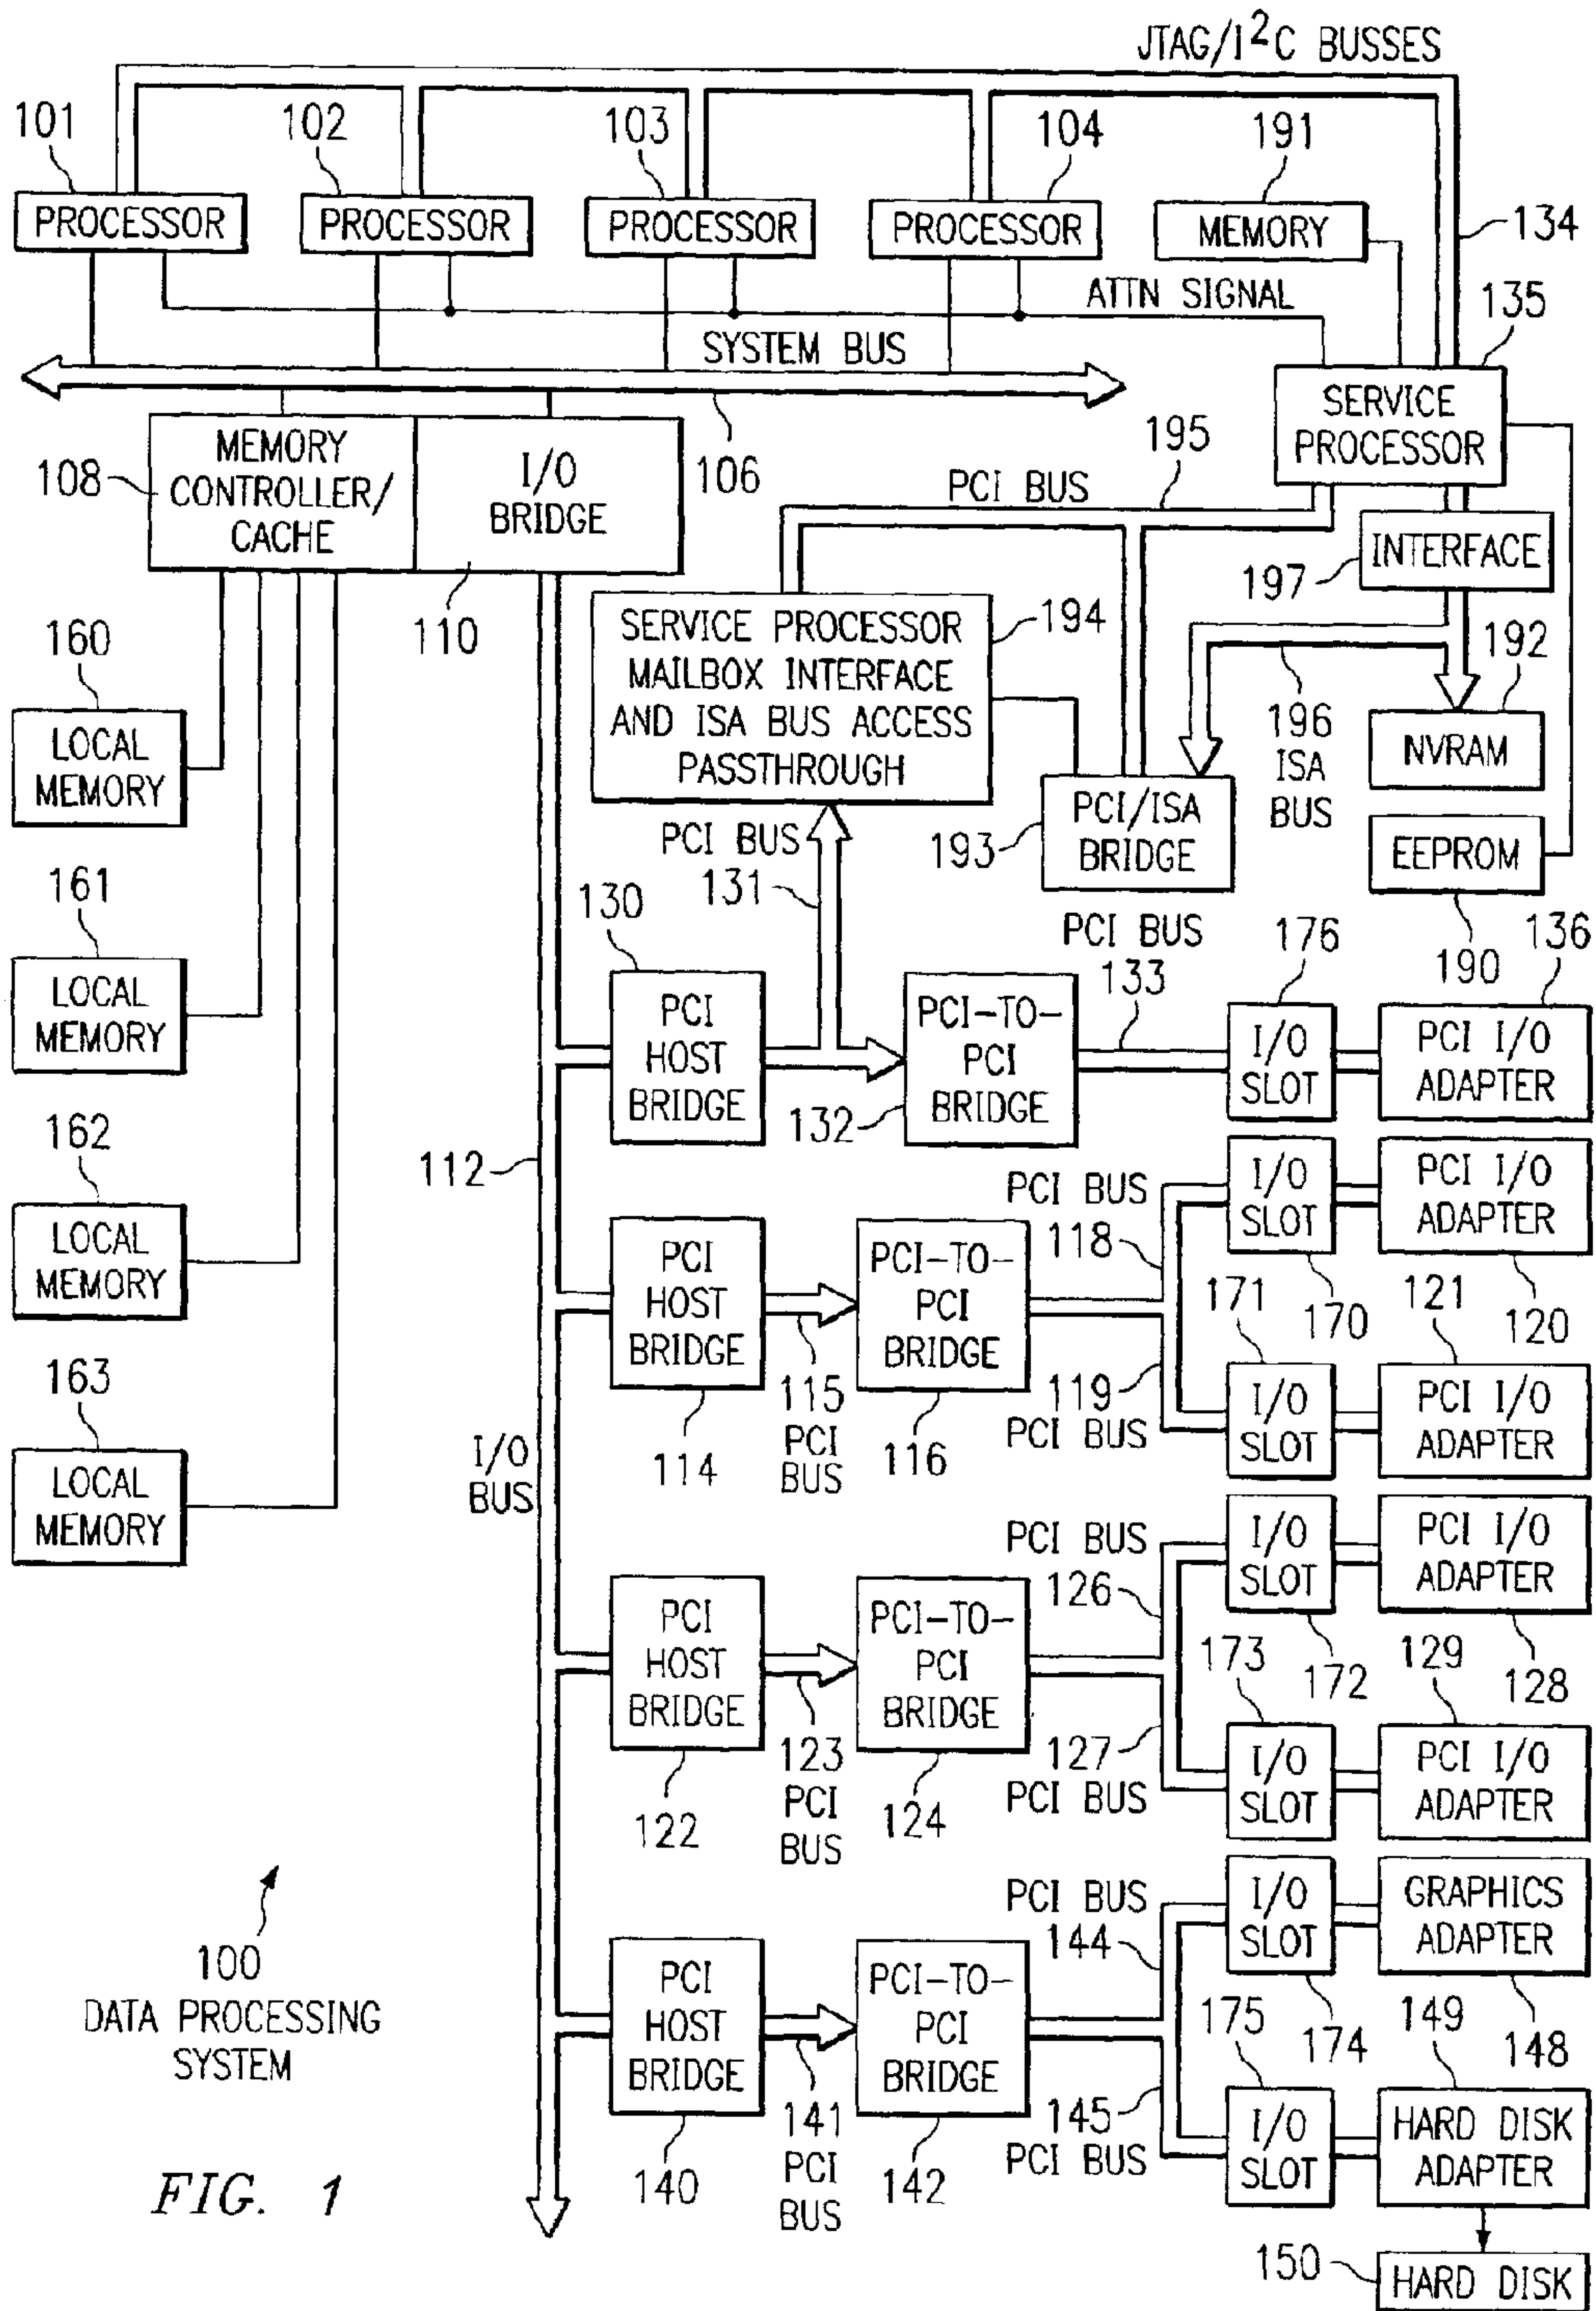 JTAG/I²C BUSSES
101
102
103
104
191
PROCESSOR
PROCESSOR
PROCESSOR
PROCESSOR
MEMORY
134
ATTN SIGNAL
135
SYSTEM BUS
SERVICE
PROCESSOR
108
MEMORY
CONTROLLER/
CACHE
I/O
BRIDGE
106
195
PCI BUS
INTERFACE
197
110
SERVICE PROCESSOR
MAILBOX INTERFACE
AND ISA BUS ACCESS
PASSTHROUGH
194
192
196
ISA
BUS
NVRAM
160
LOCAL
MEMORY
PCI BUS
131
193
PCI/ISA
BRIDGE
EEPROM
190
161
LOCAL
MEMORY
130
PCI
HOST
BRIDGE
PCI-TO-
PCI
BRIDGE
132
PCI BUS
133
176
I/O
SLOT
136
PCI I/O
ADAPTER
162
LOCAL
MEMORY
112
PCI
HOST
BRIDGE
114
115
PCI
BUS
PCI-TO-
PCI
BRIDGE
116
PCI BUS
118
I/O
SLOT
170
PCI I/O
ADAPTER
120
119
PCI BUS
171
I/O
SLOT
121
PCI I/O
ADAPTER
163
LOCAL
MEMORY
I/O
BUS
PCI
HOST
BRIDGE
122
123
PCI
BUS
PCI-TO-
PCI
BRIDGE
124
PCI BUS
126
I/O
SLOT
172
PCI I/O
ADAPTER
128
127
PCI BUS
173
I/O
SLOT
129
PCI I/O
ADAPTER
100
DATA PROCESSING
SYSTEM
PCI
HOST
BRIDGE
140
141
PCI
BUS
PCI-TO-
PCI
BRIDGE
142
PCI BUS
144
I/O
SLOT
174
GRAPHICS
ADAPTER
148
145
PCI BUS
175
I/O
SLOT
149
HARD DISK
ADAPTER
150
HARD DISK
FIG. 1